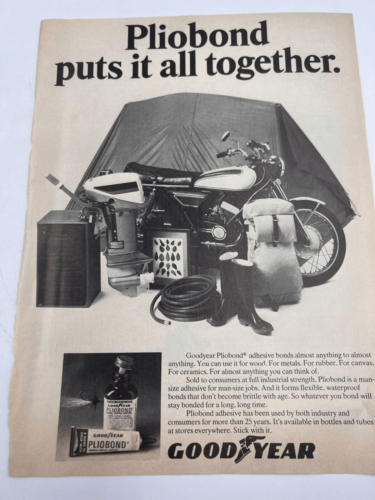 Pliobond
puts it all together.
Goodyear Pliobond® adhesive bonds almost anything to almost
anything. You can use it for wood. For metals. For rubber. For canvas.
For ceramics. For almost anything you can think of.
Sold to consumers at full industrial strength, Pliobond is a man-
size adhesive for man-size jobs. And it forms flexible, waterproof
bonds that don't become brittle with age. So whatever you bond will
stay bonded for a long, long time.
Pliobond adhesive has been used by both industry and
consumers for more than 25 years. It's available in bottles and tubes
at stores everywhere. Stick with it.
PLIOBOND
GOODYEAR
PLIOBOND
GOODYEAR